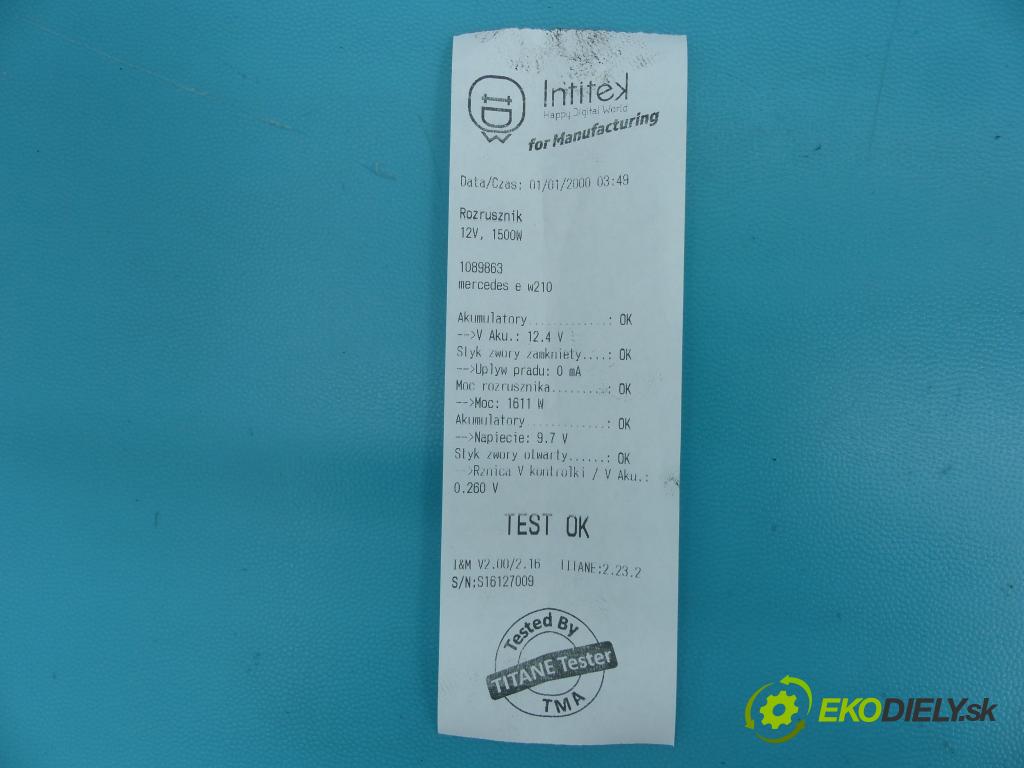 Intitek
Happy Digital World
for Manufacturing
Data/Czas: 01/01/2000 03:49
Rozrusznik
12V, 1500W
1089863
mercedes e w210
Akumulatory.............: OK
-->V Aku.: 12.4 V
Styk zwory zamkniety....: OK
-->Uplyw pradu: 0 mA
Moc rozrusznika.........: OK
-->Moc: 1611 W
Akumulatory ............: OK
-->Napiecie: 9.7 V
Styk zwory otwarty......: OK
-->Rznica V kontrolki / V Aku.:
0.260 V
TEST OK
I&M V2.00/2.16 TITANE:2.23.2
S/N:S16127009
Tested By
TITANE Tester
TMA
EKODIELY.sk